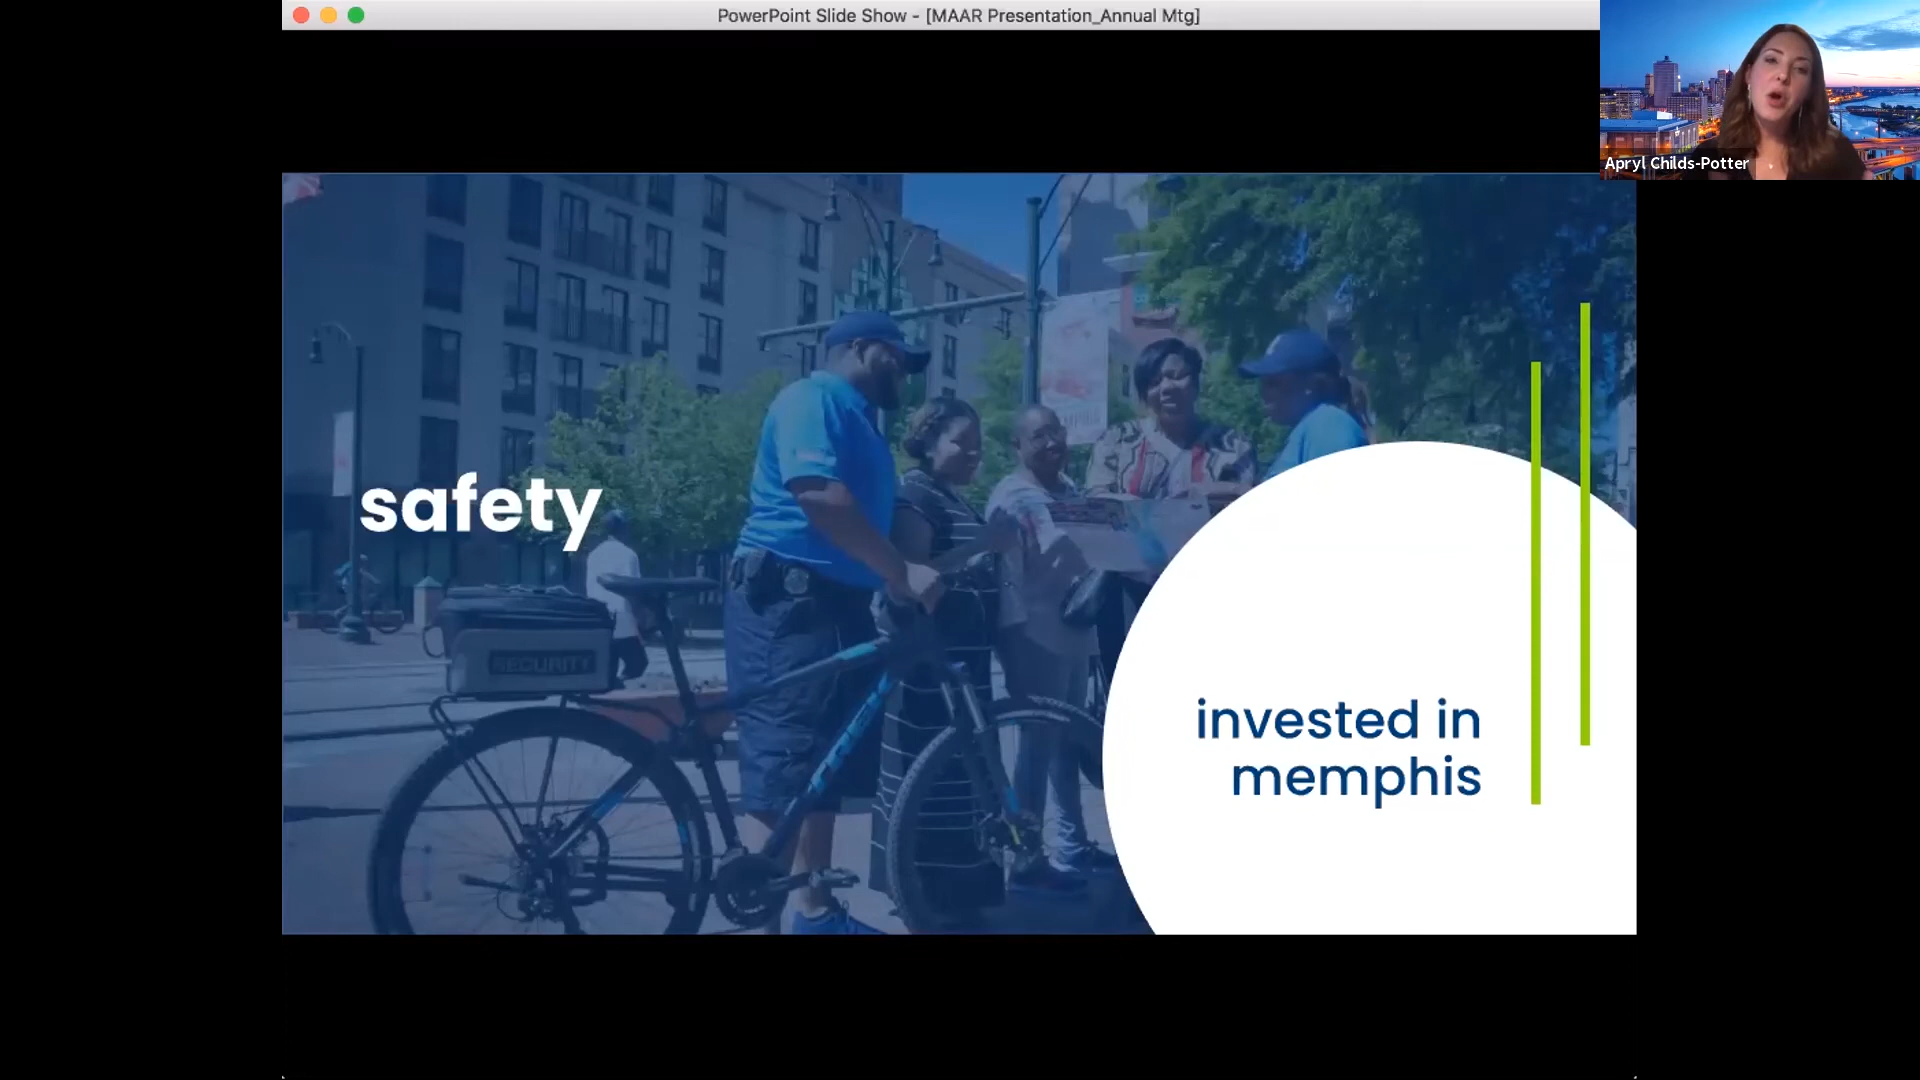 PowerPoint Slide Show - [MAAR Presentation_Annual Mtg]
Apryl Childs-Potter
safety
SECURITY
invested in
memphis